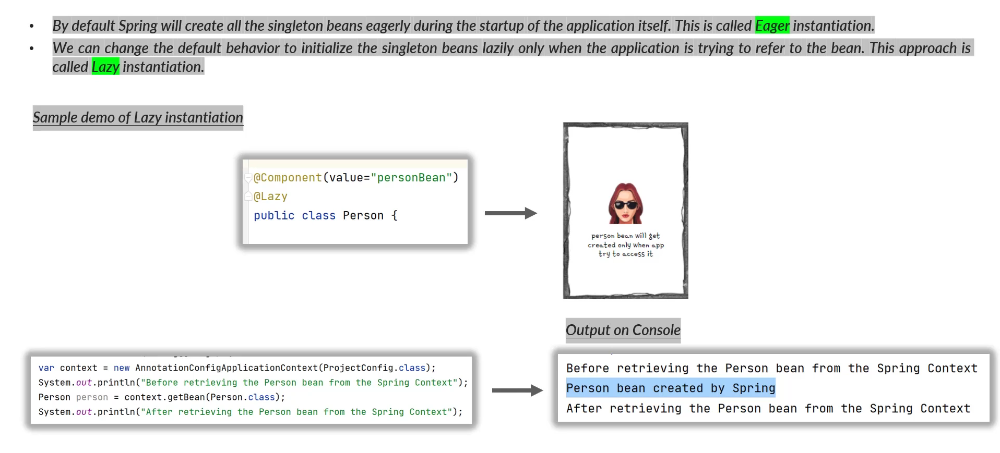 • By default Spring will create all the singleton beans eagerly during the startup of the application itself. This is called Eager instantiation.
• We can change the default behavior to initialize the singleton beans lazily only when the application is trying to refer to the bean. This approach is
called Lazy instantiation.
Sample demo of Lazy instantiation
@Component(value="personBean")
@Lazy
public class Person {
person bean will get
created only when app
try to access it
Output on Console
var context = new AnnotationConfigApplicationContext(ProjectConfig.class);
System.out.println("Before retrieving the Person bean from the Spring Context");
Person person = context.getBean(Person.class);
System.out.println("After retrieving the Person bean from the Spring Context");
Before retrieving the Person bean from the Spring Context
Person bean created by Spring
After retrieving the Person bean from the Spring Context